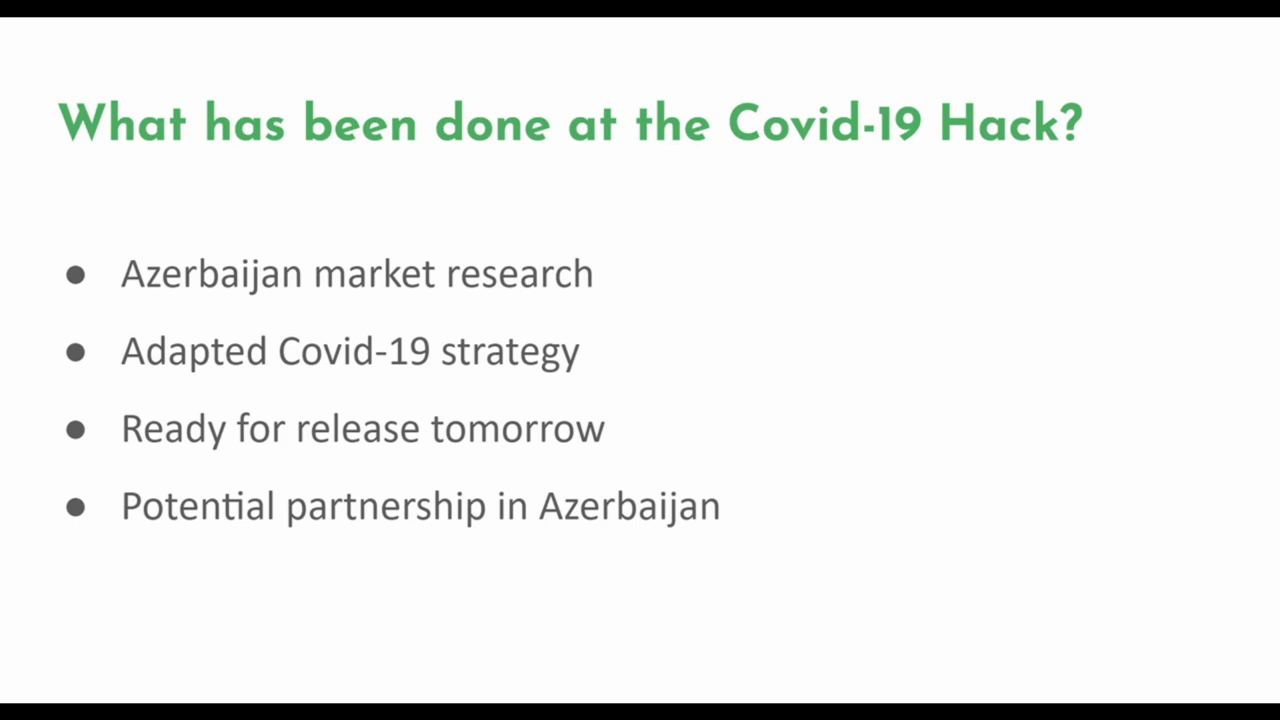 What has been done at the Covid-19 Hack?
● Azerbaijan market research
● Adapted Covid-19 strategy
● Ready for release tomorrow
● Potential partnership in Azerbaijan